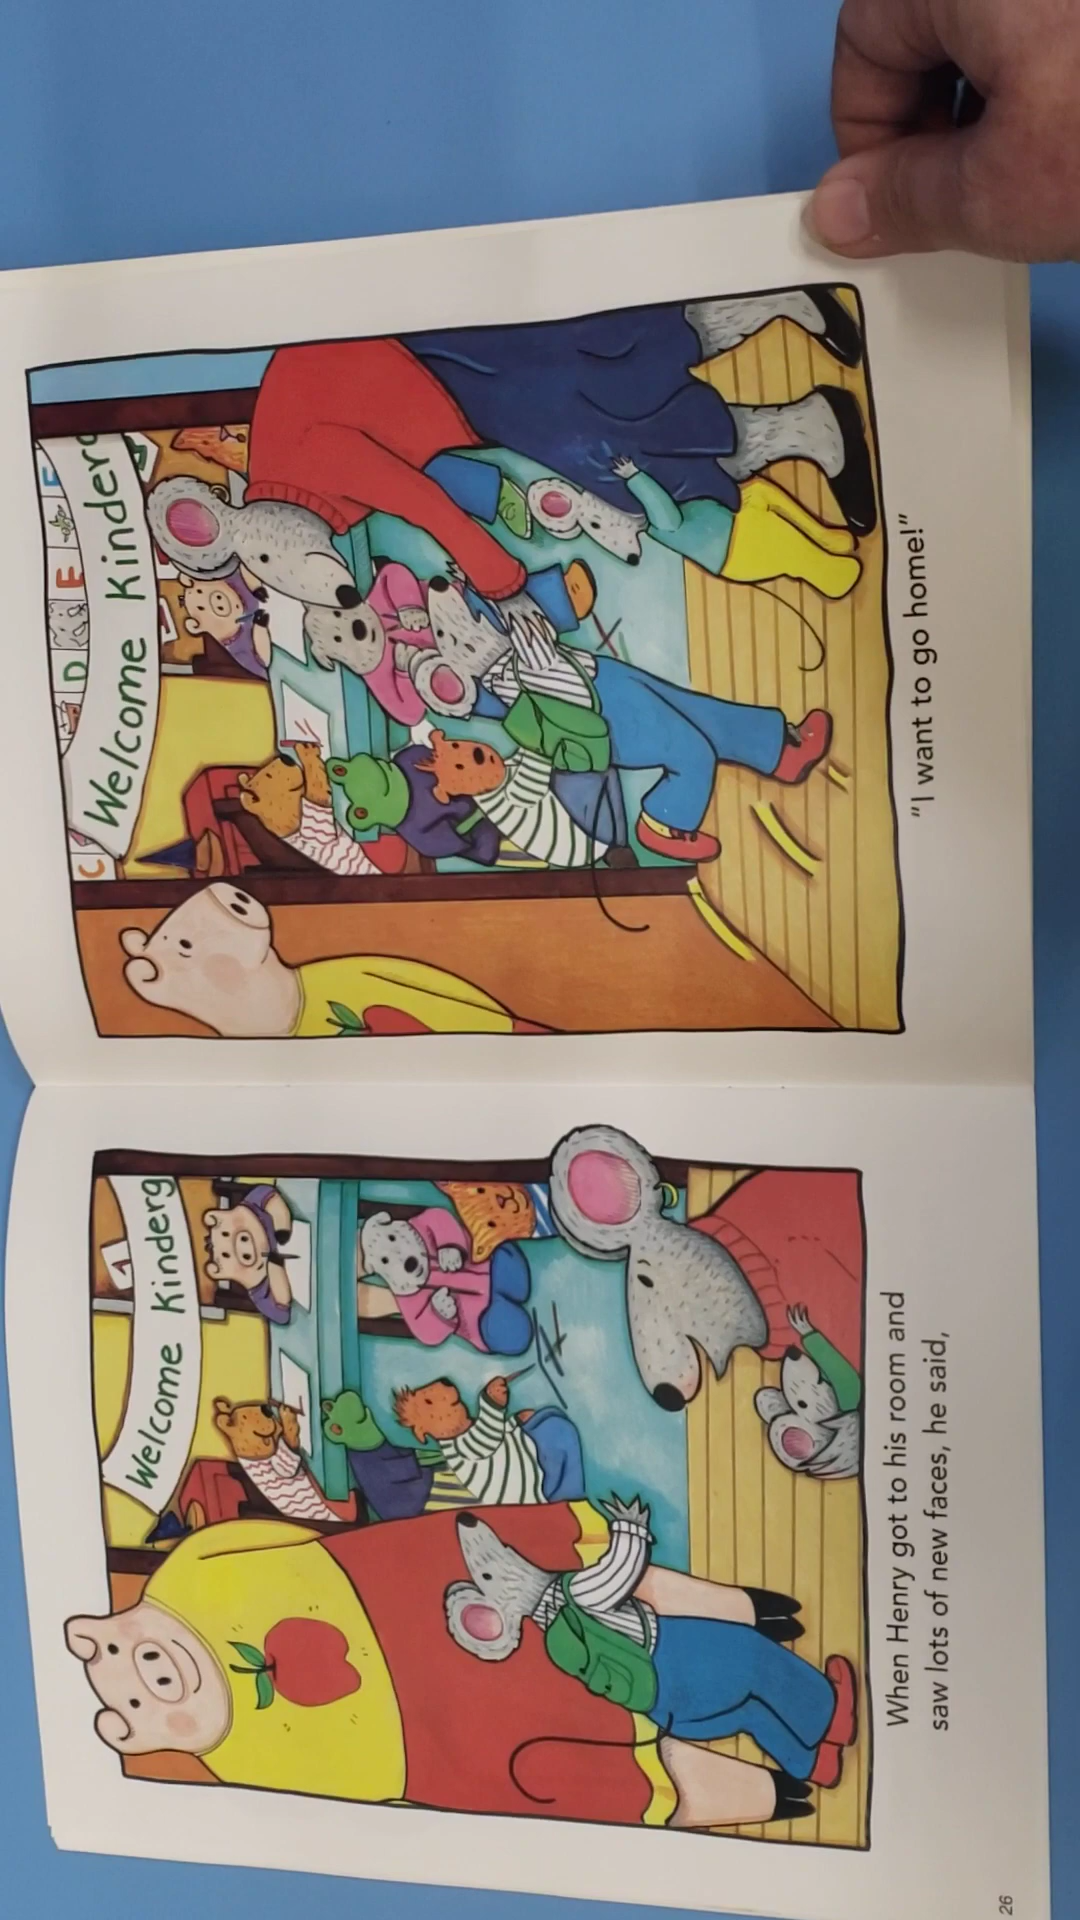 Welcome Kinderg
When Henry got to his room and
saw lots of new faces, he said,
26
C D E F
Welcome Kinderg
"I want to go home!"